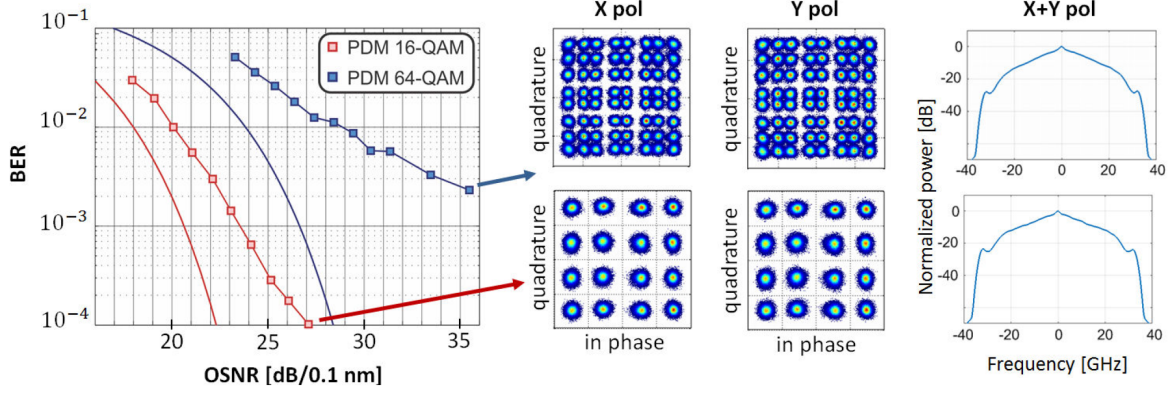 10⁻¹
10⁻²
10⁻³
10⁻⁴
BER
PDM 16-QAM
PDM 64-QAM
20 25 30 35
OSNR [dB/0.1 nm]
X pol
Y pol
X+Y pol
quadrature
quadrature
quadrature
quadrature
in phase
in phase
Normalized power [dB]
0
-20
-40
-40 -20 0 20 40
0
-20
-40
-40 -20 0 20 40
Frequency [GHz]